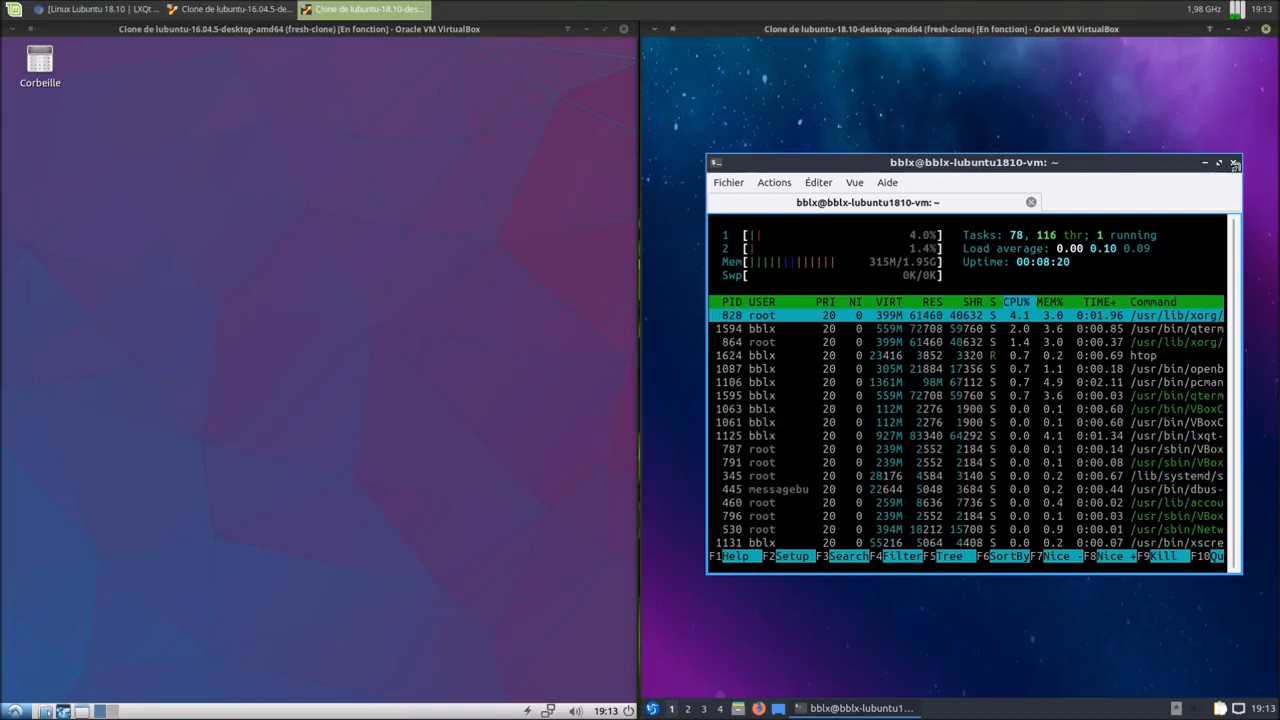 [Linux Lubuntu 18.10 | LXQt ... Clone de lubuntu-16.04.5-de... Clone de lubuntu-18.10-des... 1,98 GHz 19:13
Clone de lubuntu-16.04.5-desktop-amd64 (fresh-clone) [En fonction] - Oracle VM VirtualBox
Clone de lubuntu-18.10-desktop-amd64 (fresh-clone) [En fonction] - Oracle VM VirtualBox
Corbeille
bblx@bblx-lubuntu1810-vm: ~
Fichier Actions Éditer Vue Aide
bblx@bblx-lubuntu1810-vm: ~
1 [|| 4.0%] Tasks: 78, 116 thr; 1 running
2 [| 1.4%] Load average: 0.00 0.10 0.09
Mem[||||||||||||| 315M/1.95G] Uptime: 00:08:20
Swp[ 0K/0K]
PID USER PRI NI VIRT RES SHR S CPU% MEM% TIME+ Command
828 root 20 0 399M 61460 40632 S 4.1 3.0 0:01.96 /usr/lib/xorg/
1594 bblx 20 0 559M 72708 59760 S 2.0 3.6 0:00.85 /usr/bin/qterm
864 root 20 0 399M 61460 40632 S 1.4 3.0 0:00.37 /usr/lib/xorg/
1624 bblx 20 0 23416 3852 3320 R 0.7 0.2 0:00.69 htop
1087 bblx 20 0 305M 21884 17356 S 0.7 1.1 0:00.18 /usr/bin/openb
1106 bblx 20 0 1361M 98M 67112 S 0.7 4.9 0:02.11 /usr/bin/pcman
1595 bblx 20 0 559M 72708 59760 S 0.7 3.6 0:00.03 /usr/bin/qterm
1063 bblx 20 0 112M 2276 1900 S 0.0 0.1 0:00.60 /usr/bin/VBoxC
1061 bblx 20 0 112M 2276 1900 S 0.0 0.1 0:00.60 /usr/bin/VBoxC
1125 bblx 20 0 927M 83340 64292 S 0.0 4.1 0:01.34 /usr/bin/lxqt-
787 root 20 0 239M 2552 2184 S 0.0 0.1 0:00.14 /usr/sbin/VBox
791 root 20 0 239M 2552 2184 S 0.0 0.1 0:00.08 /usr/sbin/VBox
345 root 20 0 28176 4584 3140 S 0.0 0.2 0:00.67 /lib/systemd/s
445 messagebu 20 0 22644 5048 3684 S 0.0 0.2 0:00.44 /usr/bin/dbus-
460 root 20 0 259M 8636 7736 S 0.0 0.4 0:00.02 /usr/lib/accou
796 root 20 0 239M 2552 2184 S 0.0 0.1 0:00.03 /usr/sbin/VBox
530 root 20 0 394M 18212 15700 S 0.0 0.9 0:00.01 /usr/sbin/Netw
1131 bblx 20 0 55216 5064 4408 S 0.0 0.2 0:00.07 /usr/bin/xscre
F1Help F2Setup F3Search F4Filter F5Tree F6SortBy F7Nice - F8Nice + F9Kill F10Qu
19:13
1 2 3 4 bblx@bblx-lubuntu1... 19:13